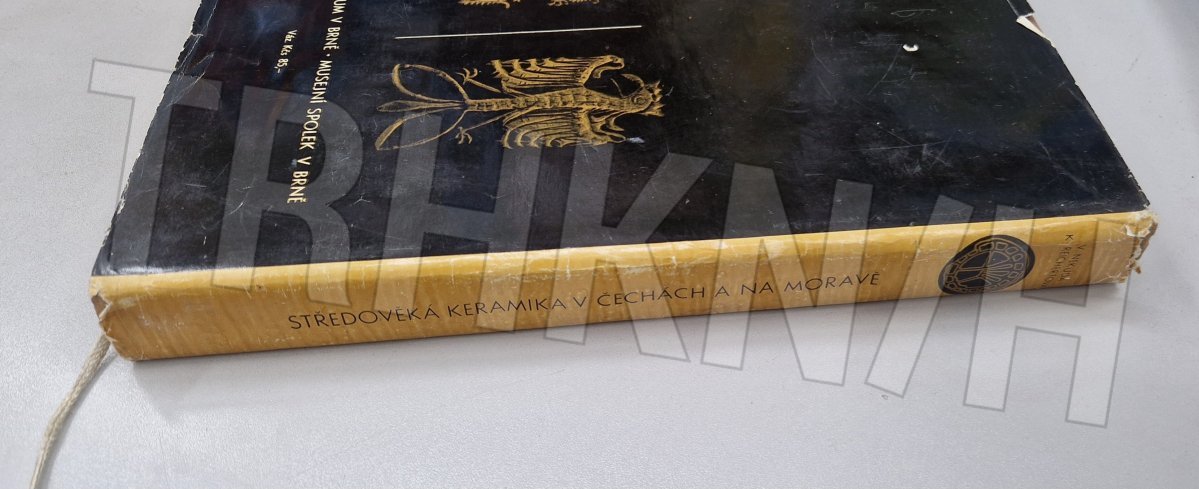 UM V BRNĚ • MUSEJNÍ SPOLEK V BRNĚ
Váz. Kčs 85,–
STŘEDOVĚKÁ KERAMIKA V ČECHÁCH A NA MORAVĚ
V.
K.
TRHKNIH